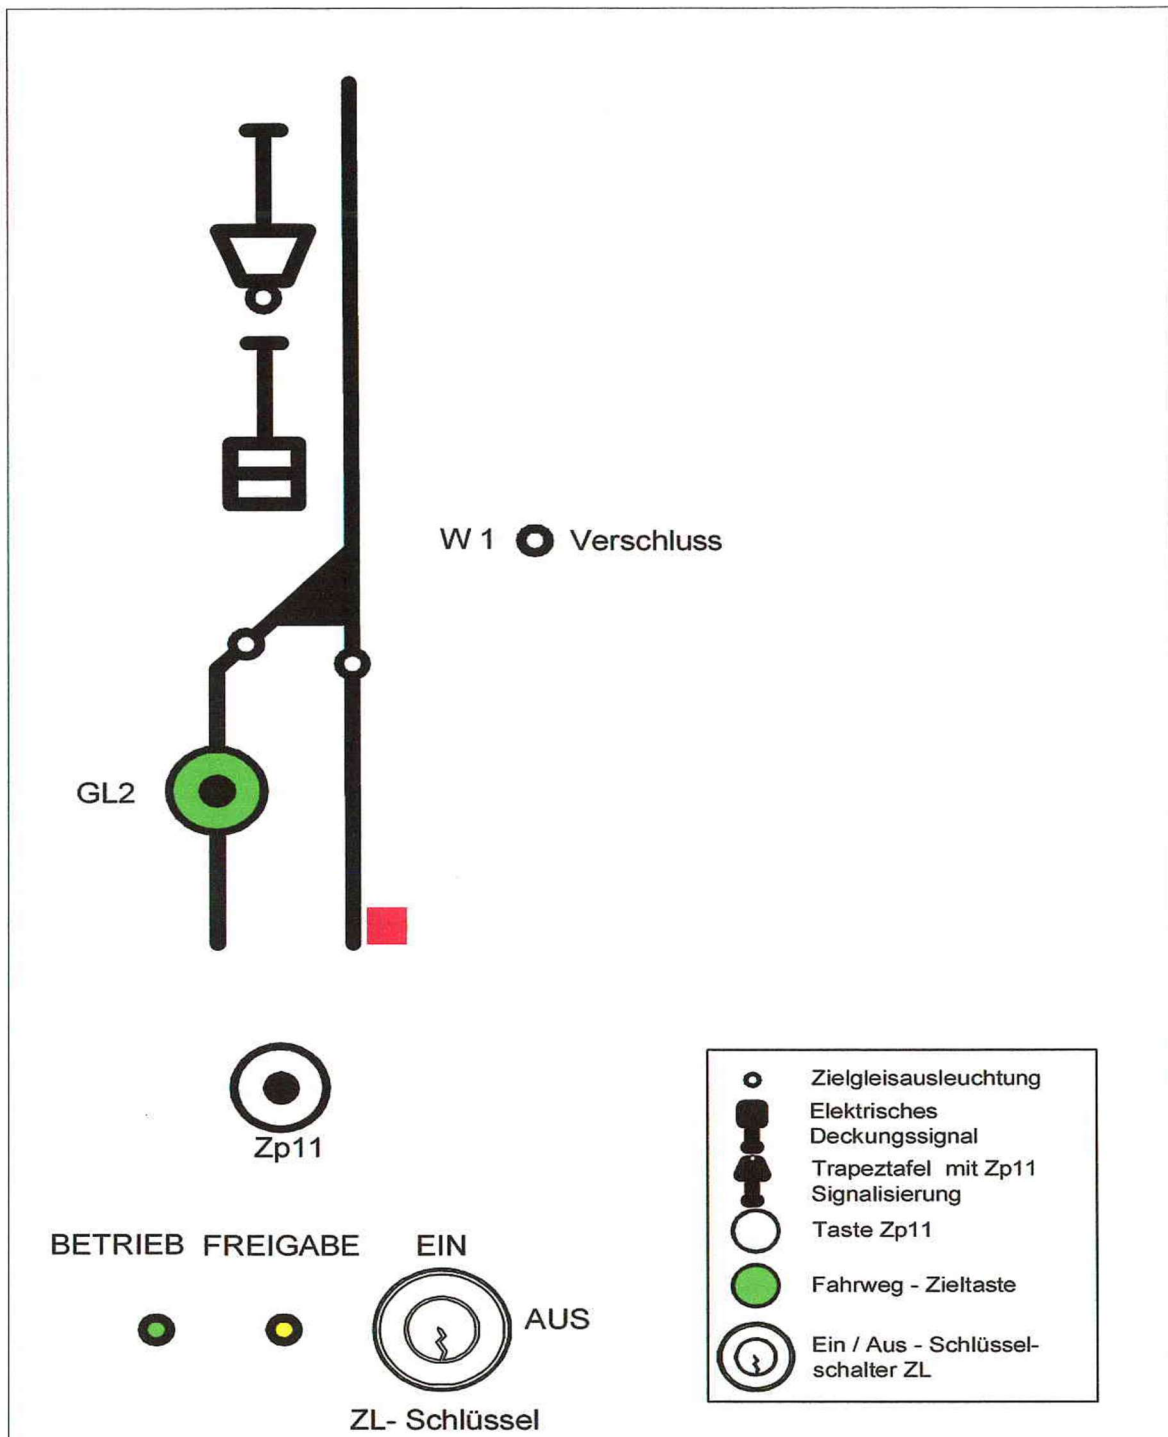 W 1 Verschluss
GL2
Zp11
BETRIEB FREIGABE EIN
AUS
ZL- Schlüssel
Zielgleisausleuchtung
Elektrisches
Deckungssignal
Trapeztafel mit Zp11
Signalisierung
Taste Zp11
Fahrweg - Zieltaste
Ein / Aus - Schlüssel-
schalter ZL